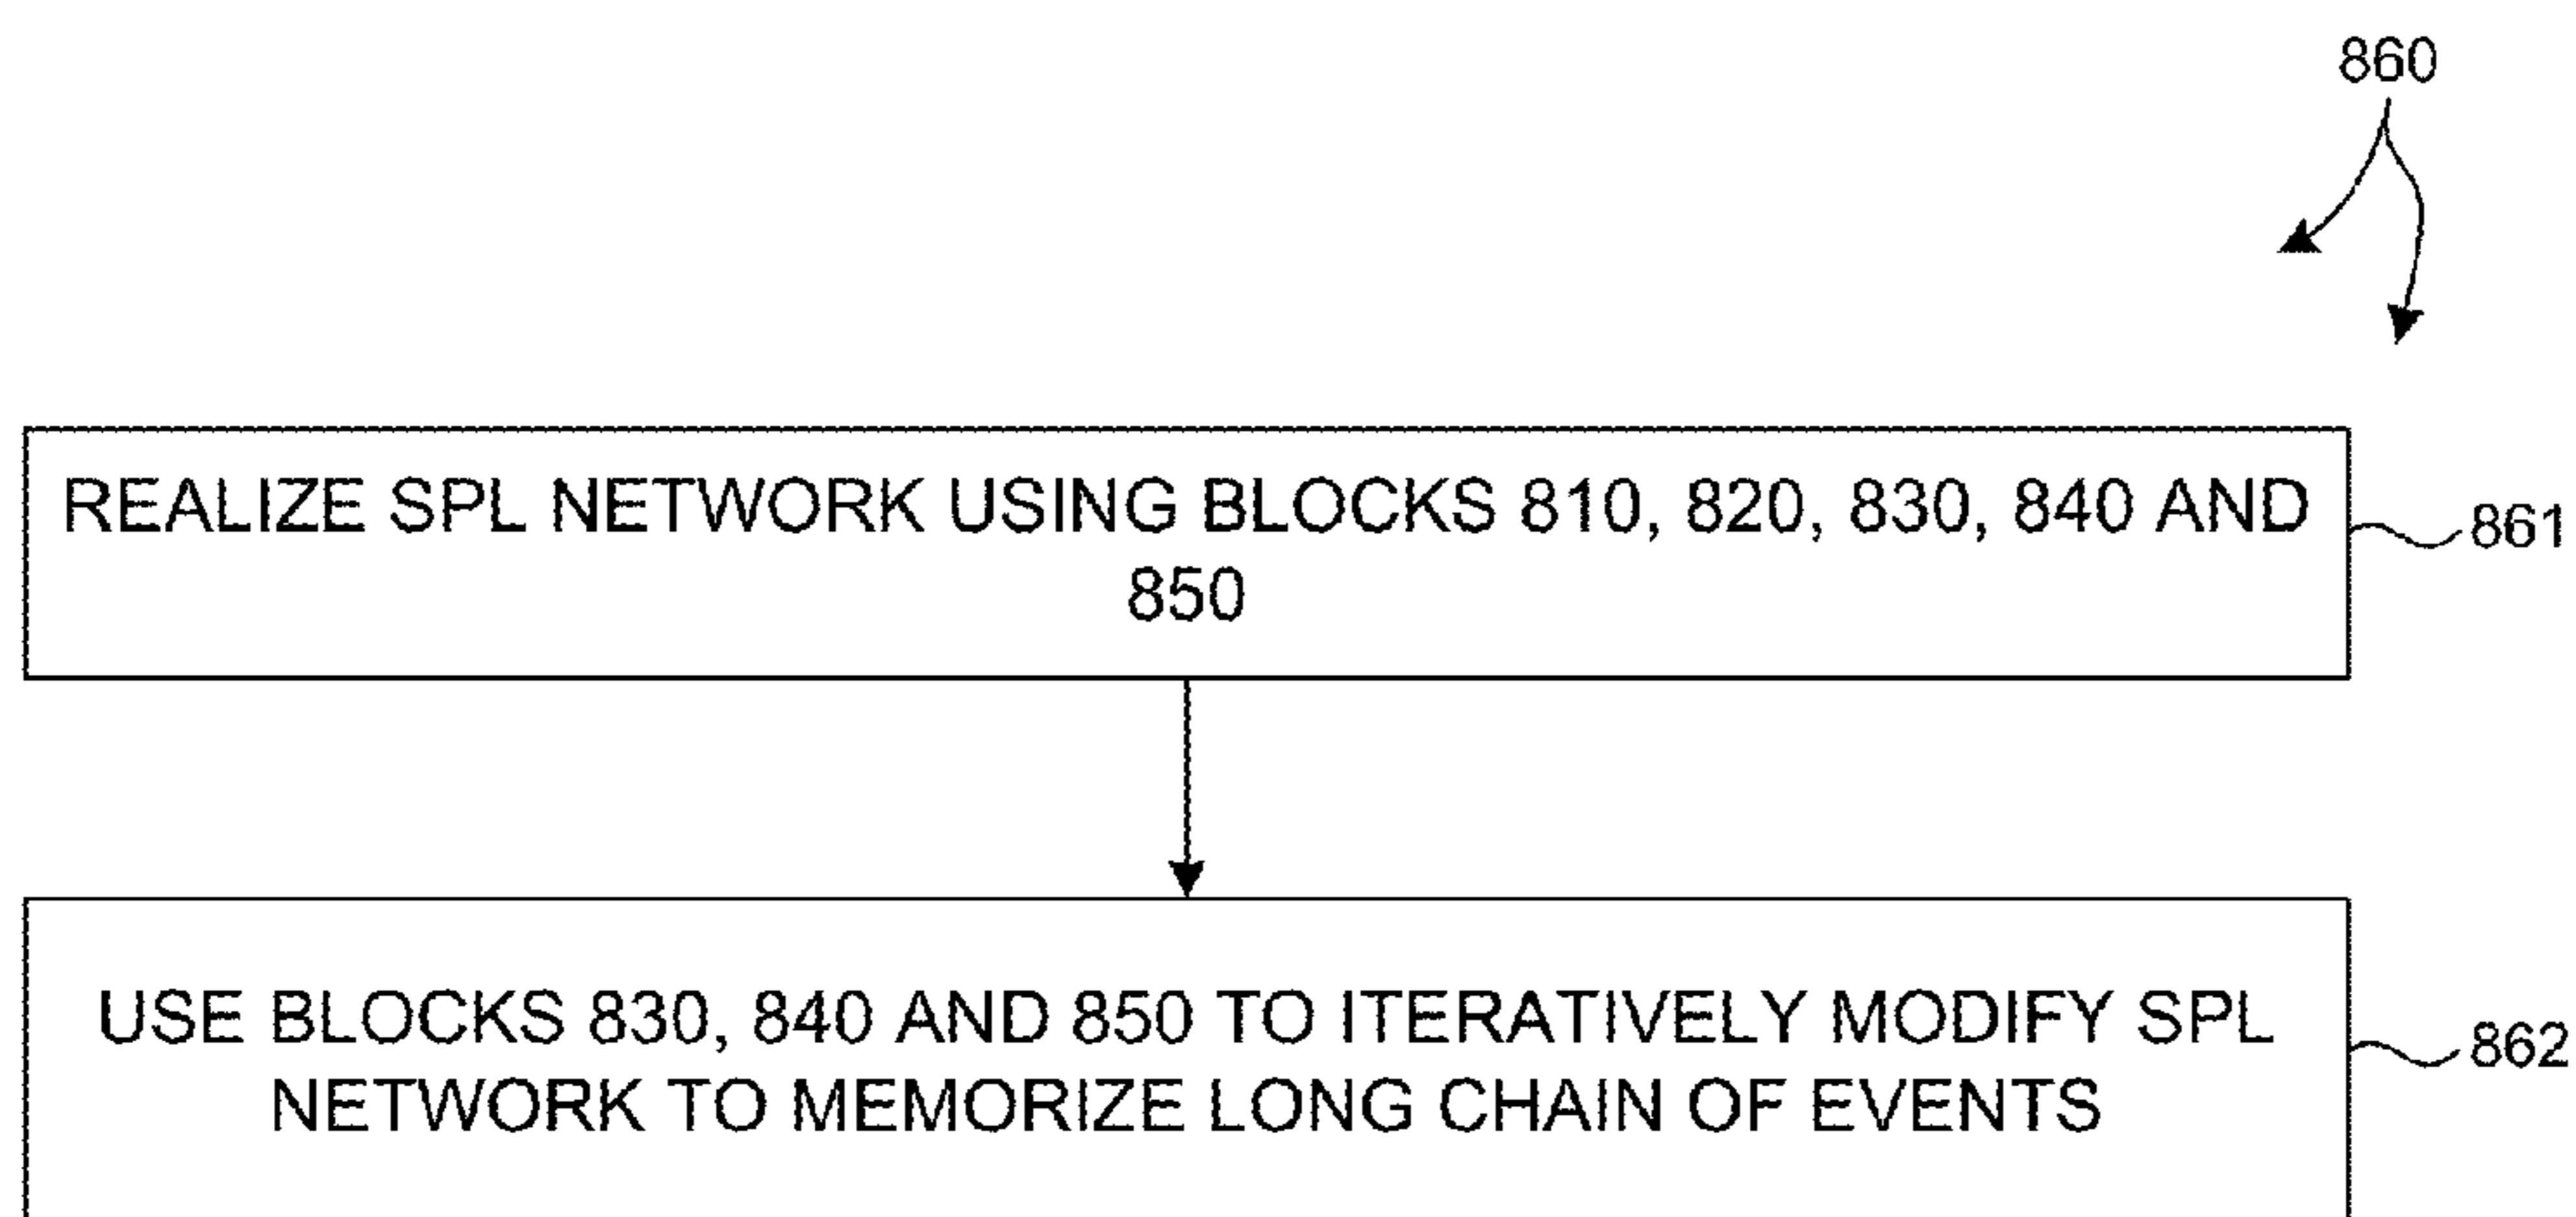 860
REALIZE SPL NETWORK USING BLOCKS 810, 820, 830, 840 AND
850
861
USE BLOCKS 830, 840 AND 850 TO ITERATIVELY MODIFY SPL
NETWORK TO MEMORIZE LONG CHAIN OF EVENTS
862